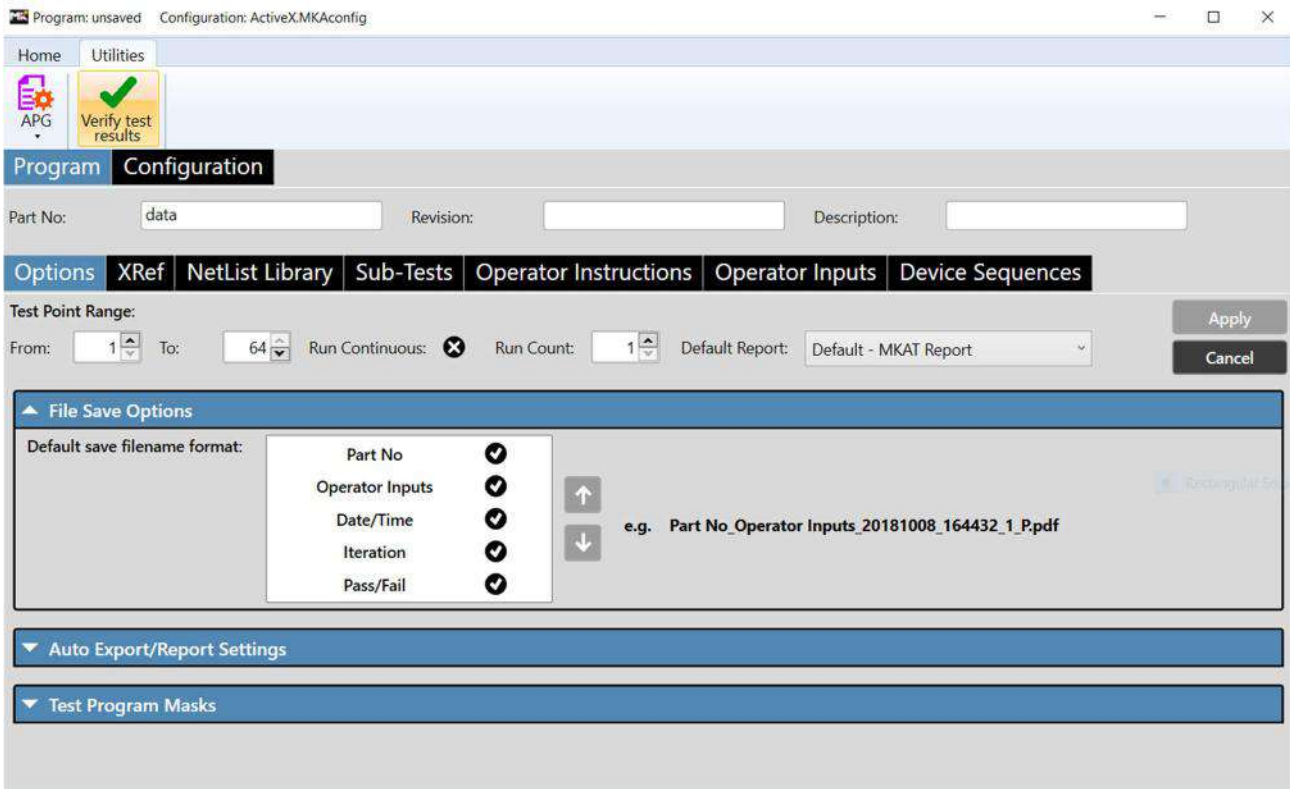 Program: unsaved Configuration: ActiveX.MKAconfig
Home Utilities
APG Verify test results
Program Configuration
Part No: data Revision: Description:
Options XRef NetList Library Sub-Tests Operator Instructions Operator Inputs Device Sequences
Test Point Range:
Apply
From: 1 To: 64 Run Continuous: Run Count: 1 Default Report: Default - MKAT Report
Cancel
File Save Options
Default save filename format:
Part No
Operator Inputs
Date/Time
Iteration
Pass/Fail
e.g. Part No_Operator Inputs_20181008_164432_1_P.pdf
Auto Export/Report Settings
Test Program Masks